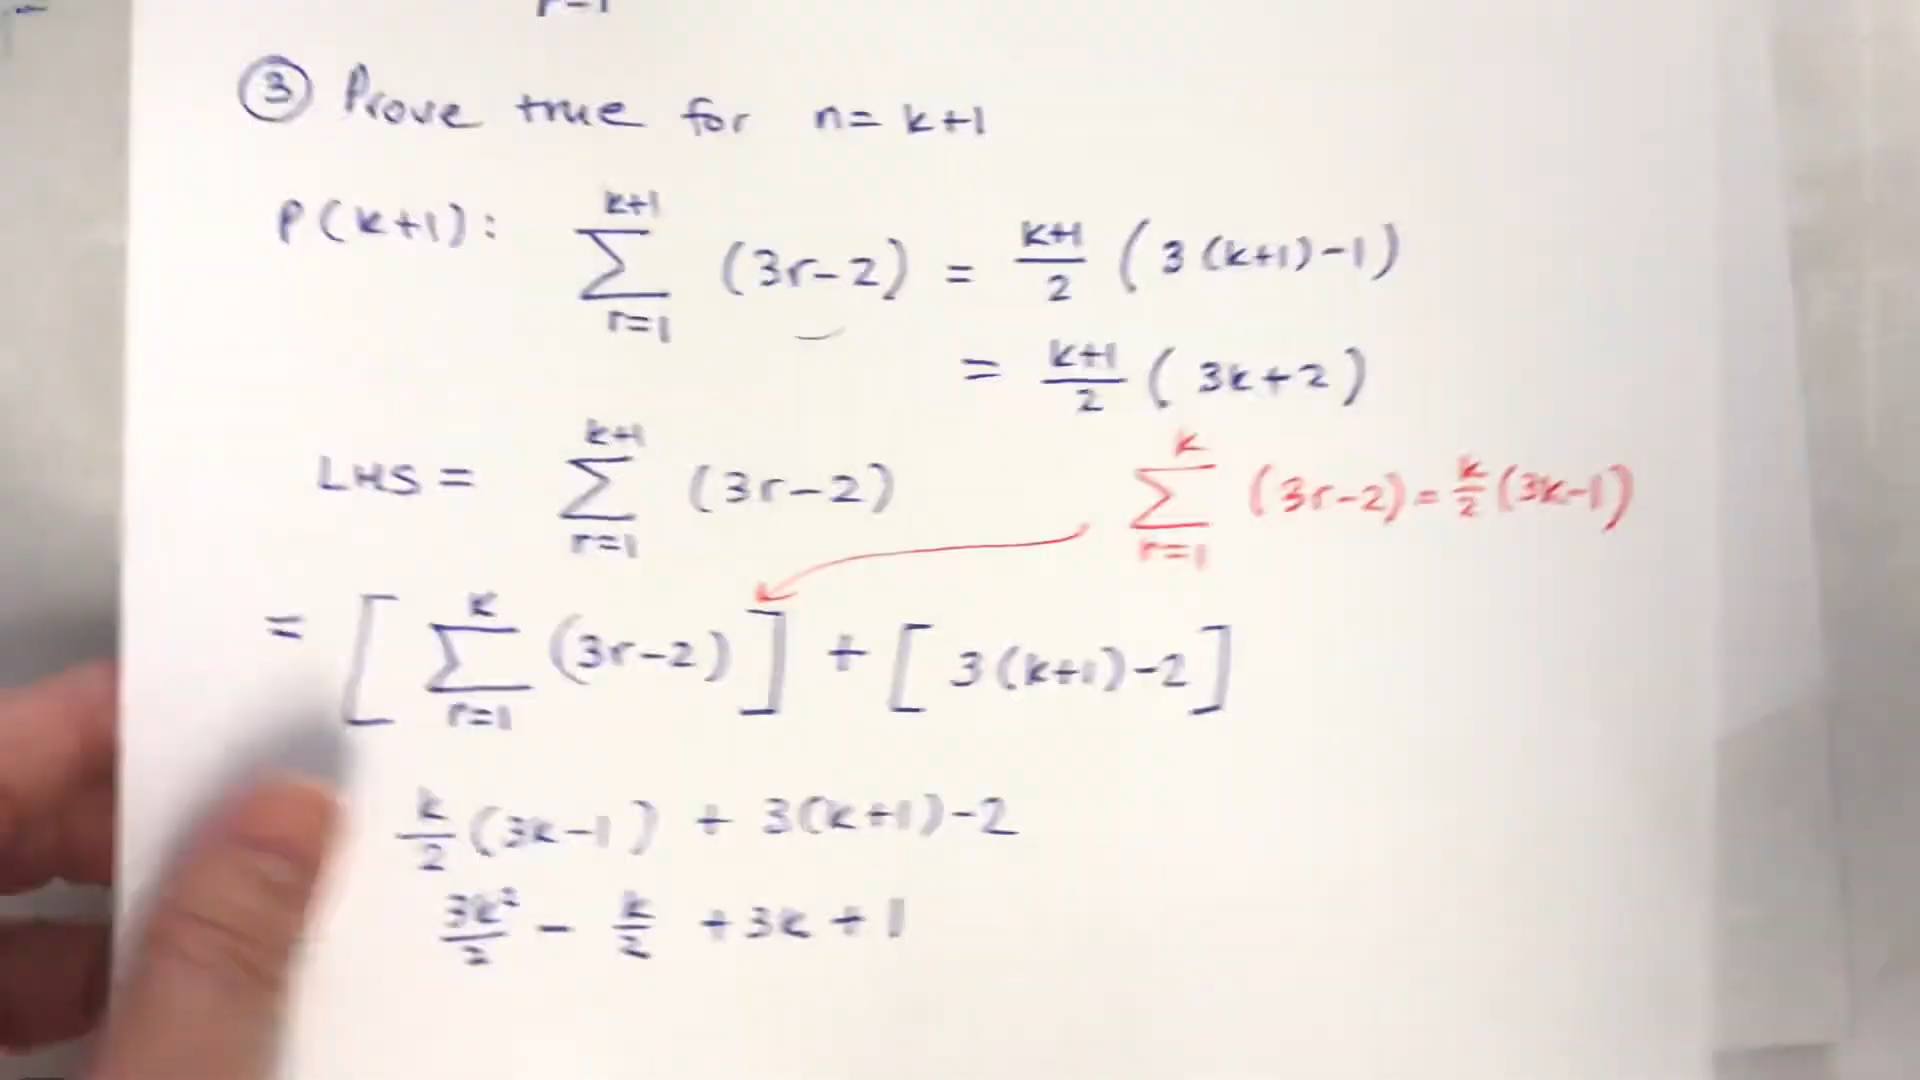 r=1
③ Prove true for n= k+1
P(k+1): k+1 ∑ r=1 (3r-2) = k+1/2 (3(k+1)-1)
= k+1/2 (3k+2)
LHS = k+1 ∑ r=1 (3r-2)
k ∑ r=1 (3r-2) = k/2 (3k-1)
= [ k ∑ r=1 (3r-2) ] + [ 3(k+1)-2 ]
k/2 (3k-1) + 3(k+1)-2
3k²/2 - k/2 + 3k + 1